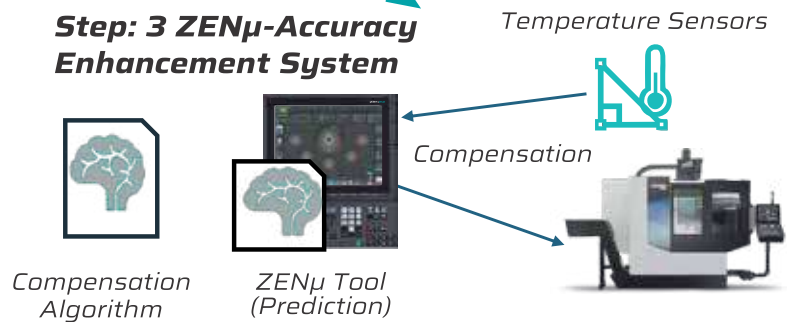 Step: 3 ZENμ-Accuracy
Enhancement System
Temperature Sensors
Compensation
Compensation
Algorithm
ZENμ Tool
(Prediction)